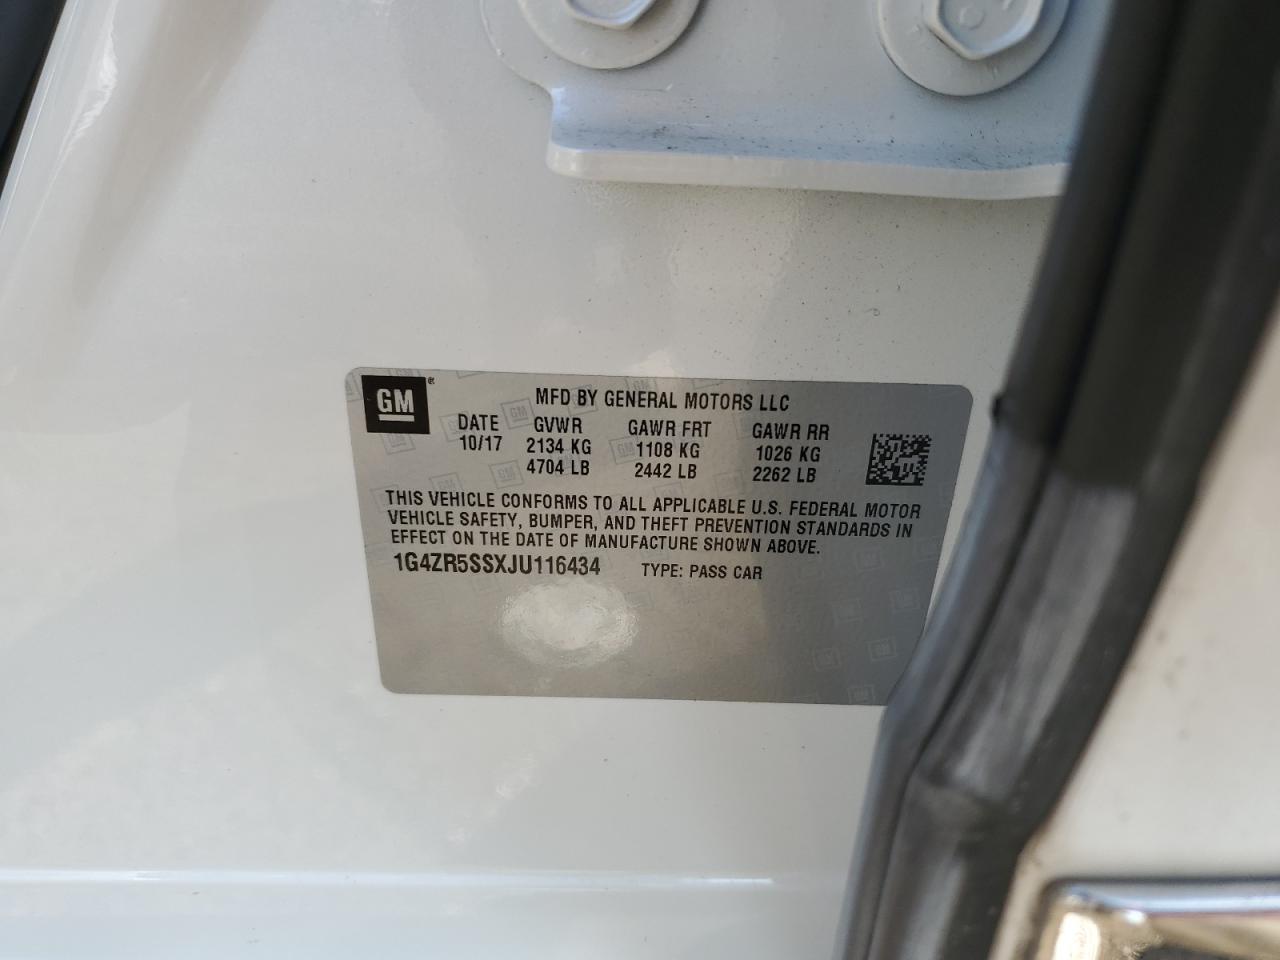 GM ®
MFD BY GENERAL MOTORS LLC
DATE GVWR GAWR FRT GAWR RR
10/17 2134 KG 1108 KG 1026 KG
4704 LB 2442 LB 2262 LB
THIS VEHICLE CONFORMS TO ALL APPLICABLE U.S. FEDERAL MOTOR
VEHICLE SAFETY, BUMPER, AND THEFT PREVENTION STANDARDS IN
EFFECT ON THE DATE OF MANUFACTURE SHOWN ABOVE.
1G4ZR5SSXJU116434 TYPE: PASS CAR